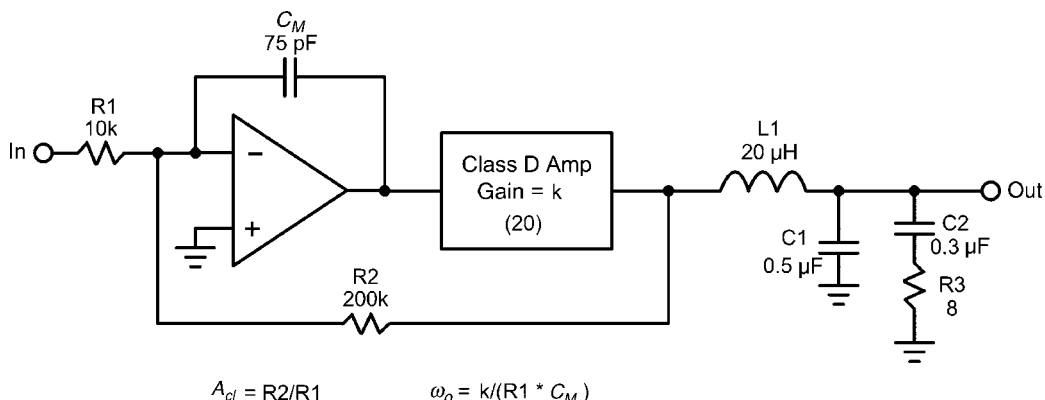 C_M
75 pF
R1
10k
In
−
+
Class D Amp
Gain = k
(20)
L1
20 µH
Out
C1
0.5 µF
C2
0.3 µF
R3
8
R2
200k
A_cl = R2/R1
ω_o = k/(R1 * C_M)